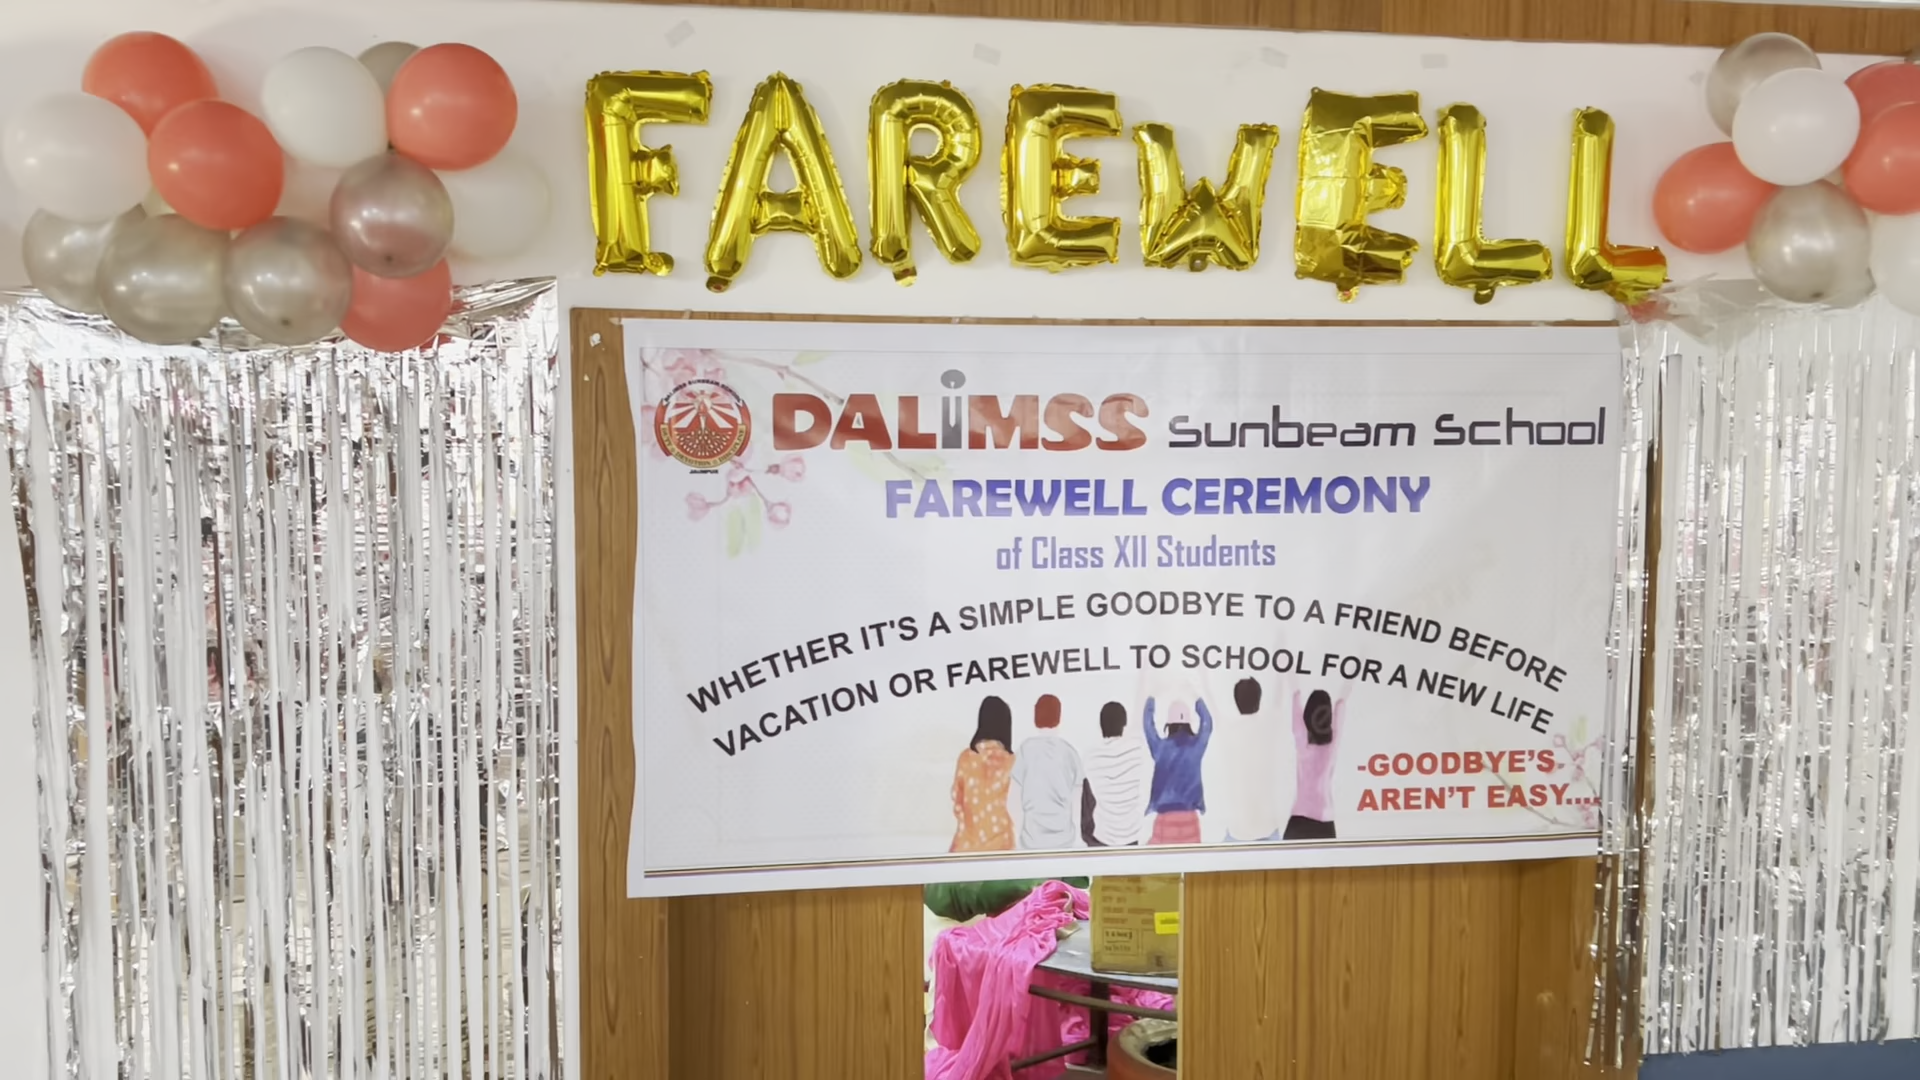 FAREWELL
DALiMSS Sunbeam School
FAREWELL CEREMONY
of Class XII Students
WHETHER IT'S A SIMPLE GOODBYE TO A FRIEND BEFORE
VACATION OR FAREWELL TO SCHOOL FOR A NEW LIFE
-GOODBYE'S
AREN'T EASY....